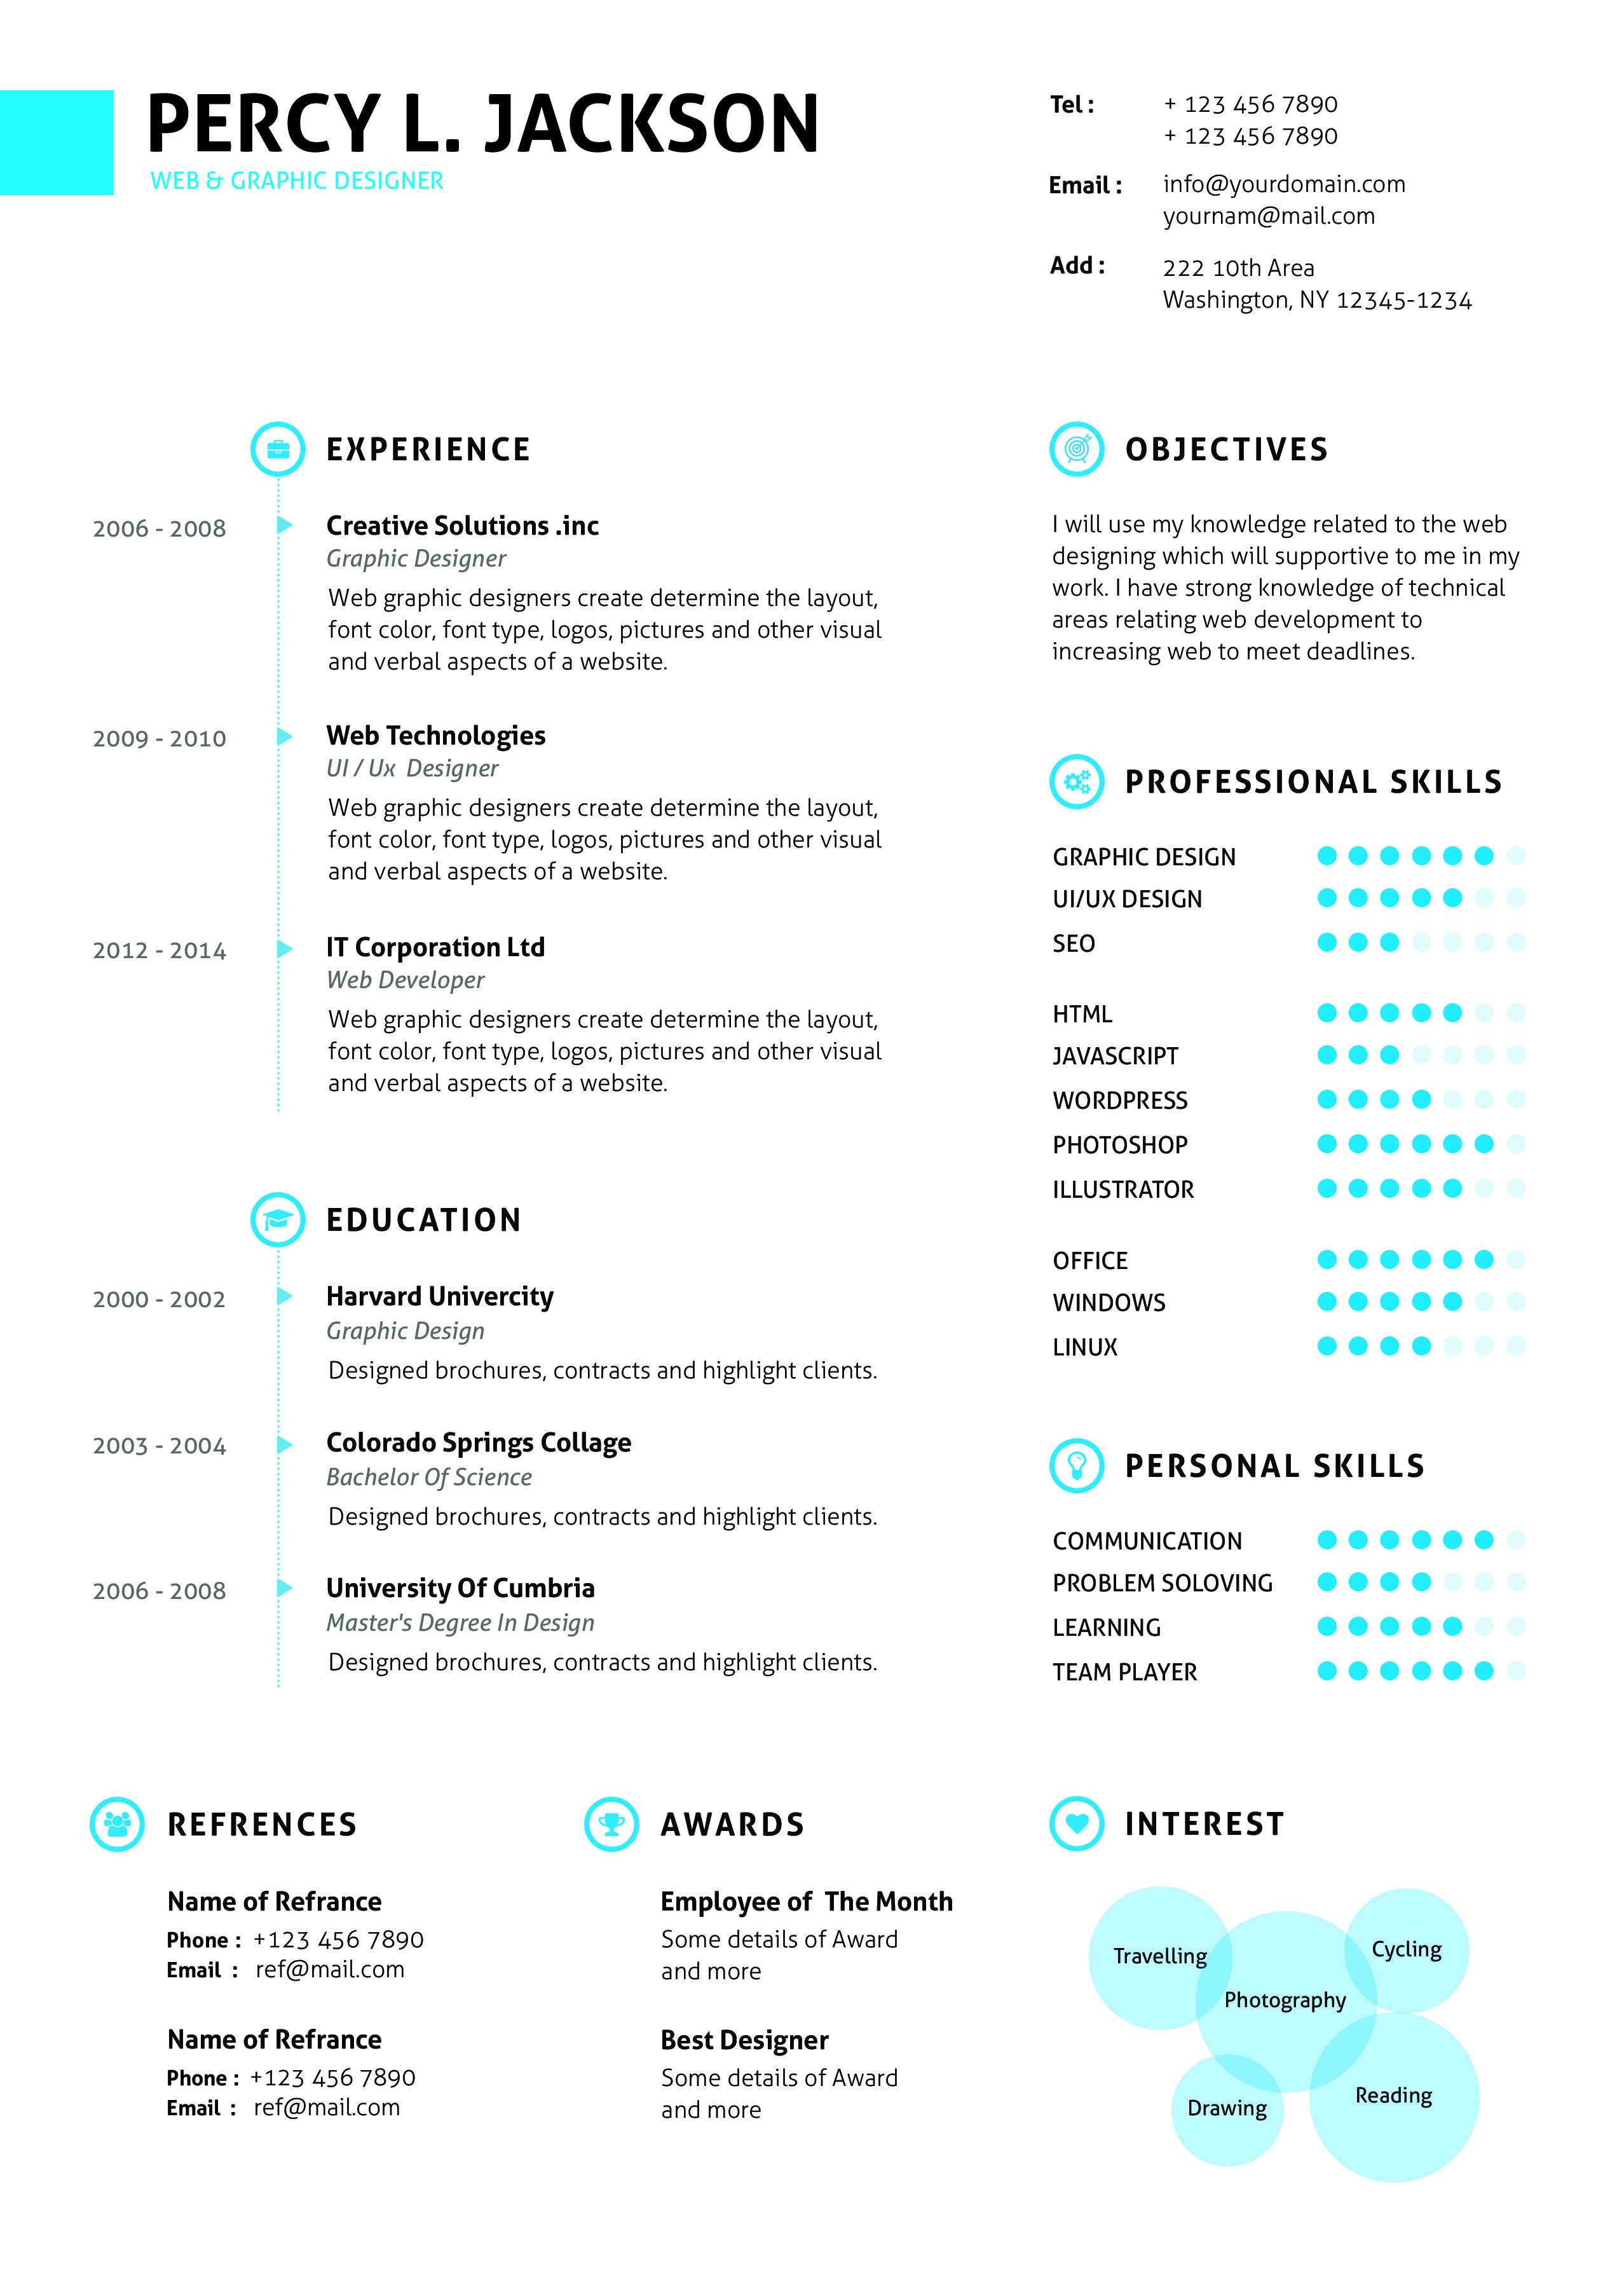 PERCY L. JACKSON
WEB & GRAPHIC DESIGNER
Tel : + 123 456 7890
+ 123 456 7890
Email : info@yourdomain.com
yournam@mail.com
Add : 222 10th Area
Washington, NY 12345-1234
EXPERIENCE
2006 - 2008 Creative Solutions .inc
Graphic Designer
Web graphic designers create determine the layout,
font color, font type, logos, pictures and other visual
and verbal aspects of a website.
2009 - 2010 Web Technologies
UI / Ux  Designer
Web graphic designers create determine the layout,
font color, font type, logos, pictures and other visual
and verbal aspects of a website.
2012 - 2014 IT Corporation Ltd
Web Developer
Web graphic designers create determine the layout,
font color, font type, logos, pictures and other visual
and verbal aspects of a website.
EDUCATION
2000 - 2002 Harvard Univercity
Graphic Design
Designed brochures, contracts and highlight clients.
2003 - 2004 Colorado Springs Collage
Bachelor Of Science
Designed brochures, contracts and highlight clients.
2006 - 2008 University Of Cumbria
Master's Degree In Design
Designed brochures, contracts and highlight clients.
OBJECTIVES
I will use my knowledge related to the web
designing which will supportive to me in my
work. I have strong knowledge of technical
areas relating web development to
increasing web to meet deadlines.
PROFESSIONAL SKILLS
GRAPHIC DESIGN
UI/UX DESIGN
SEO
HTML
JAVASCRIPT
WORDPRESS
PHOTOSHOP
ILLUSTRATOR
OFFICE
WINDOWS
LINUX
PERSONAL SKILLS
COMMUNICATION
PROBLEM SOLOVING
LEARNING
TEAM PLAYER
REFRENCES
Name of Refrance
Phone : +123 456 7890
Email : ref@mail.com
Name of Refrance
Phone : +123 456 7890
Email : ref@mail.com
AWARDS
Employee of  The Month
Some details of Award
and more
Best Designer
Some details of Award
and more
INTEREST
Travelling
Cycling
Photography
Reading
Drawing